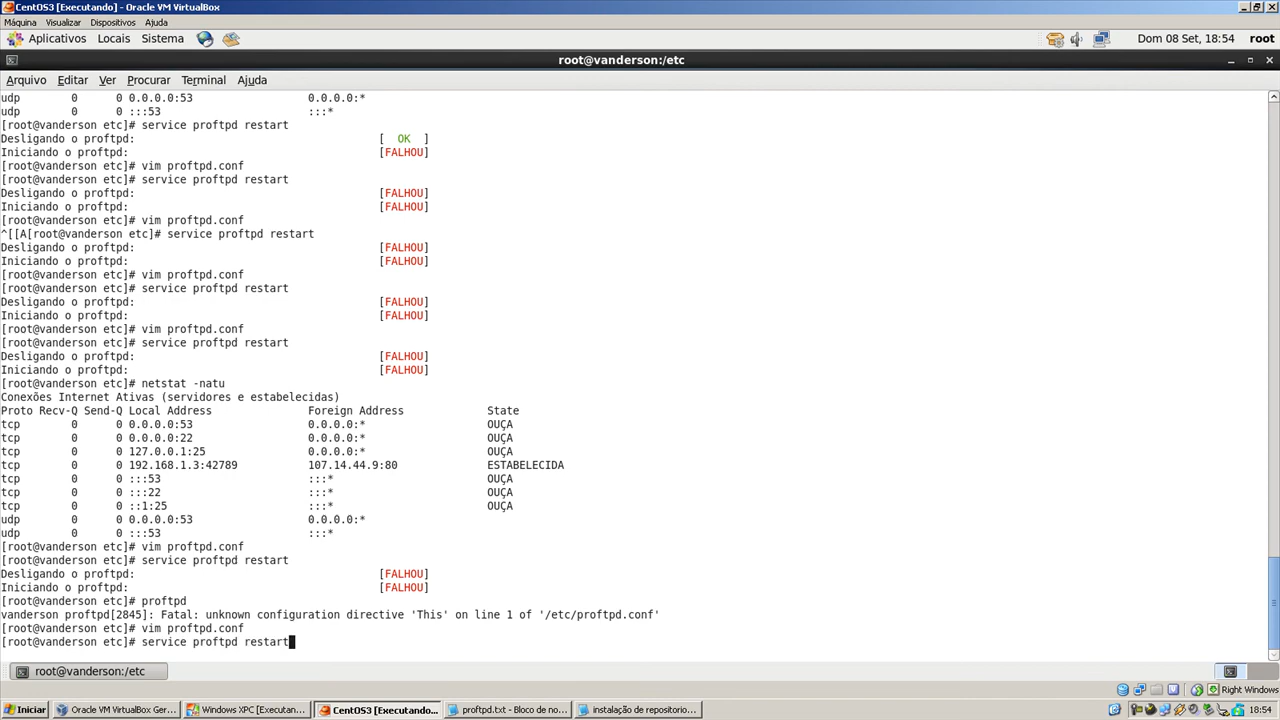 CentOS3 [Executando] - Oracle VM VirtualBox
Máquina Visualizar Dispositivos Ajuda
Aplicativos Locais Sistema Dom 08 Set, 18:54 root
root@vanderson:/etc
Arquivo Editar Ver Procurar Terminal Ajuda
udp 0 0 0.0.0.0:53 0.0.0.0:*
udp 0 0 :::53 :::*
[root@vanderson etc]# service proftpd restart
Desligando o proftpd: [ OK ]
Iniciando o proftpd: [FALHOU]
[root@vanderson etc]# vim proftpd.conf
[root@vanderson etc]# service proftpd restart
Desligando o proftpd: [FALHOU]
Iniciando o proftpd: [FALHOU]
[root@vanderson etc]# vim proftpd.conf
^[[A[root@vanderson etc]# service proftpd restart
Desligando o proftpd: [FALHOU]
Iniciando o proftpd: [FALHOU]
[root@vanderson etc]# vim proftpd.conf
[root@vanderson etc]# service proftpd restart
Desligando o proftpd: [FALHOU]
Iniciando o proftpd: [FALHOU]
[root@vanderson etc]# vim proftpd.conf
[root@vanderson etc]# service proftpd restart
Desligando o proftpd: [FALHOU]
Iniciando o proftpd: [FALHOU]
[root@vanderson etc]# netstat -natu
Conexões Internet Ativas (servidores e estabelecidas)
Proto Recv-Q Send-Q Local Address Foreign Address State
tcp 0 0 0.0.0.0:53 0.0.0.0:* OUÇA
tcp 0 0 0.0.0.0:22 0.0.0.0:* OUÇA
tcp 0 0 127.0.0.1:25 0.0.0.0:* OUÇA
tcp 0 0 192.168.1.3:42789 107.14.44.9:80 ESTABELECIDA
tcp 0 0 :::53 :::* OUÇA
tcp 0 0 :::22 :::* OUÇA
tcp 0 0 ::1:25 :::* OUÇA
udp 0 0 0.0.0.0:53 0.0.0.0:*
udp 0 0 :::53 :::*
[root@vanderson etc]# vim proftpd.conf
[root@vanderson etc]# service proftpd restart
Desligando o proftpd: [FALHOU]
Iniciando o proftpd: [FALHOU]
[root@vanderson etc]# proftpd
vanderson proftpd[2845]: Fatal: unknown configuration directive 'This' on line 1 of '/etc/proftpd.conf'
[root@vanderson etc]# vim proftpd.conf
[root@vanderson etc]# service proftpd restart
root@vanderson:/etc
Right Windows
Iniciar Oracle VM VirtualBox Ger... Windows XPC [Executan... CentOS3 [Executando... proftpd.txt - Bloco de no... instalação de repositorio... 18:54